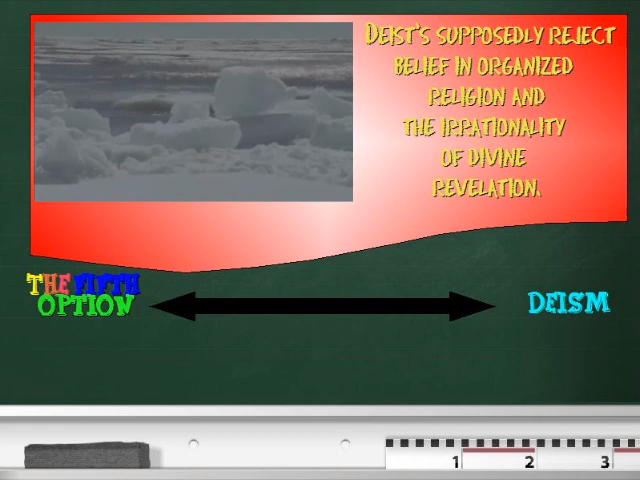 Deist's supposedly reject
belief in organized
religion and
the irrationality
of divine
revelation.
THE FIFTH
OPTION
DEISM
1 2 3